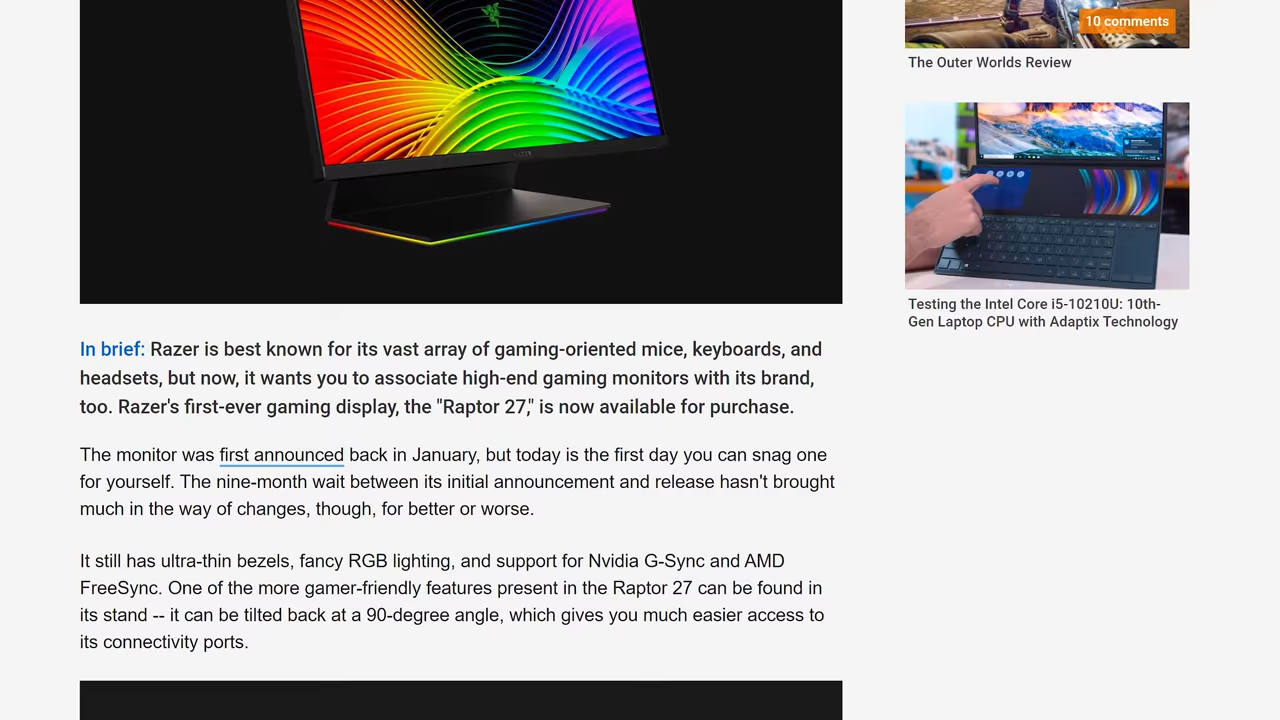 10 comments
The Outer Worlds Review
Testing the Intel Core i5-10210U: 10th-
Gen Laptop CPU with Adaptix Technology
In brief: Razer is best known for its vast array of gaming-oriented mice, keyboards, and
headsets, but now, it wants you to associate high-end gaming monitors with its brand,
too. Razer's first-ever gaming display, the "Raptor 27," is now available for purchase.
The monitor was first announced back in January, but today is the first day you can snag one
for yourself. The nine-month wait between its initial announcement and release hasn't brought
much in the way of changes, though, for better or worse.
It still has ultra-thin bezels, fancy RGB lighting, and support for Nvidia G-Sync and AMD
FreeSync. One of the more gamer-friendly features present in the Raptor 27 can be found in
its stand -- it can be tilted back at a 90-degree angle, which gives you much easier access to
its connectivity ports.